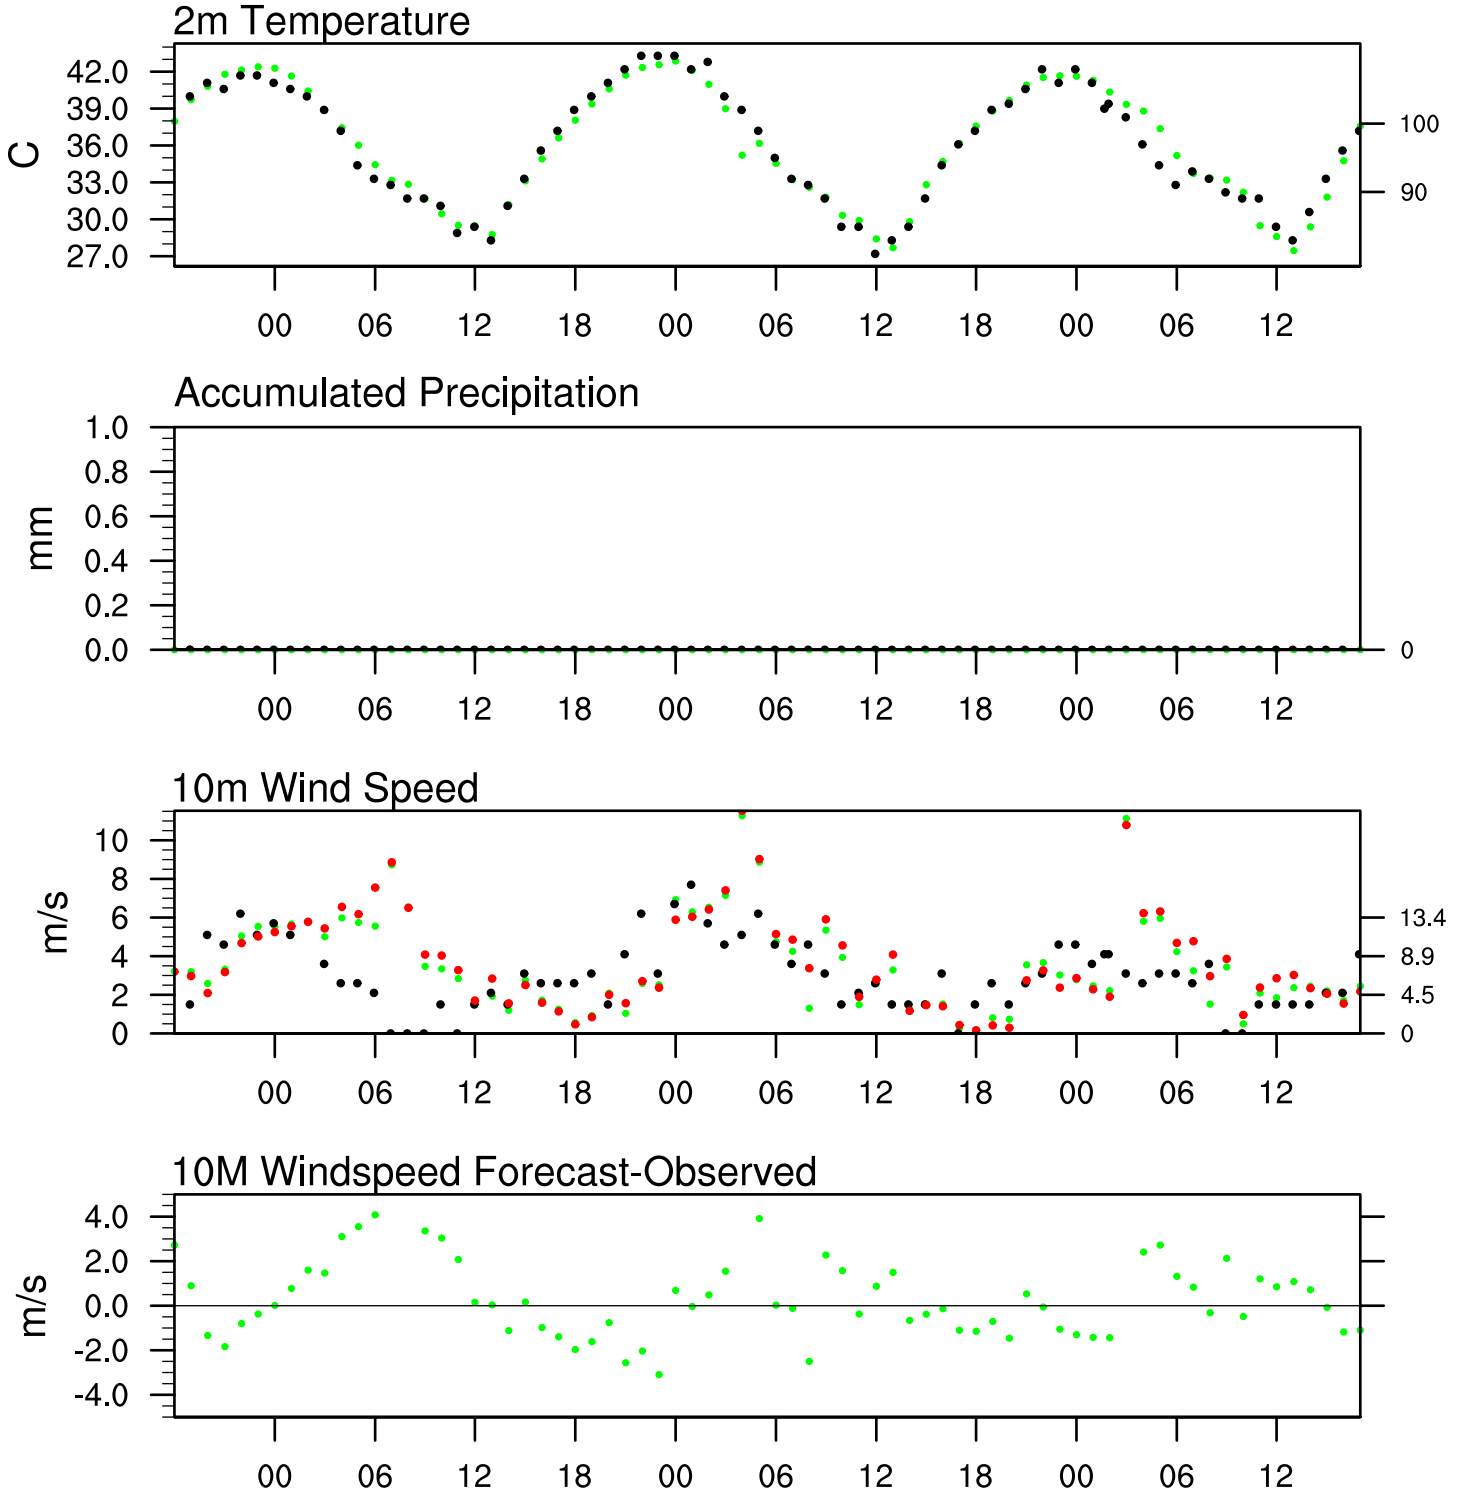 2m Temperature
C
42.0
39.0
36.0
33.0
30.0
27.0
100
90
00 06 12 18 00 06 12 18 00 06 12
Accumulated Precipitation
mm
1.0
0.8
0.6
0.4
0.2
0.0
0
00 06 12 18 00 06 12 18 00 06 12
10m Wind Speed
m/s
10
8
6
4
2
0
13.4
8.9
4.5
0
00 06 12 18 00 06 12 18 00 06 12
10M Windspeed Forecast-Observed
m/s
4.0
2.0
0.0
-2.0
-4.0
00 06 12 18 00 06 12 18 00 06 12